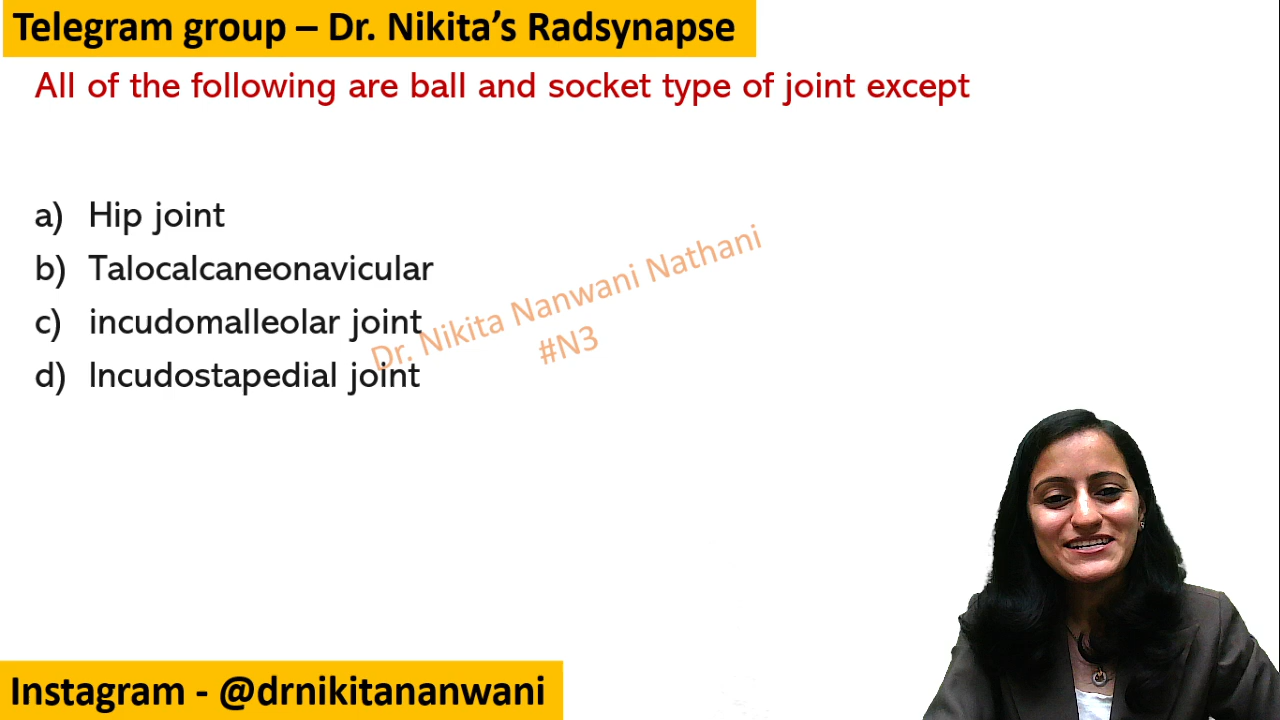 Telegram group – Dr. Nikita’s Radsynapse
All of the following are ball and socket type of joint except
a) Hip joint
b) Talocalcaneonavicular
c) incudomalleolar joint
d) Incudostapedial joint
Dr. Nikita Nanwani Nathani
#N3
Instagram - @drnikitananwani